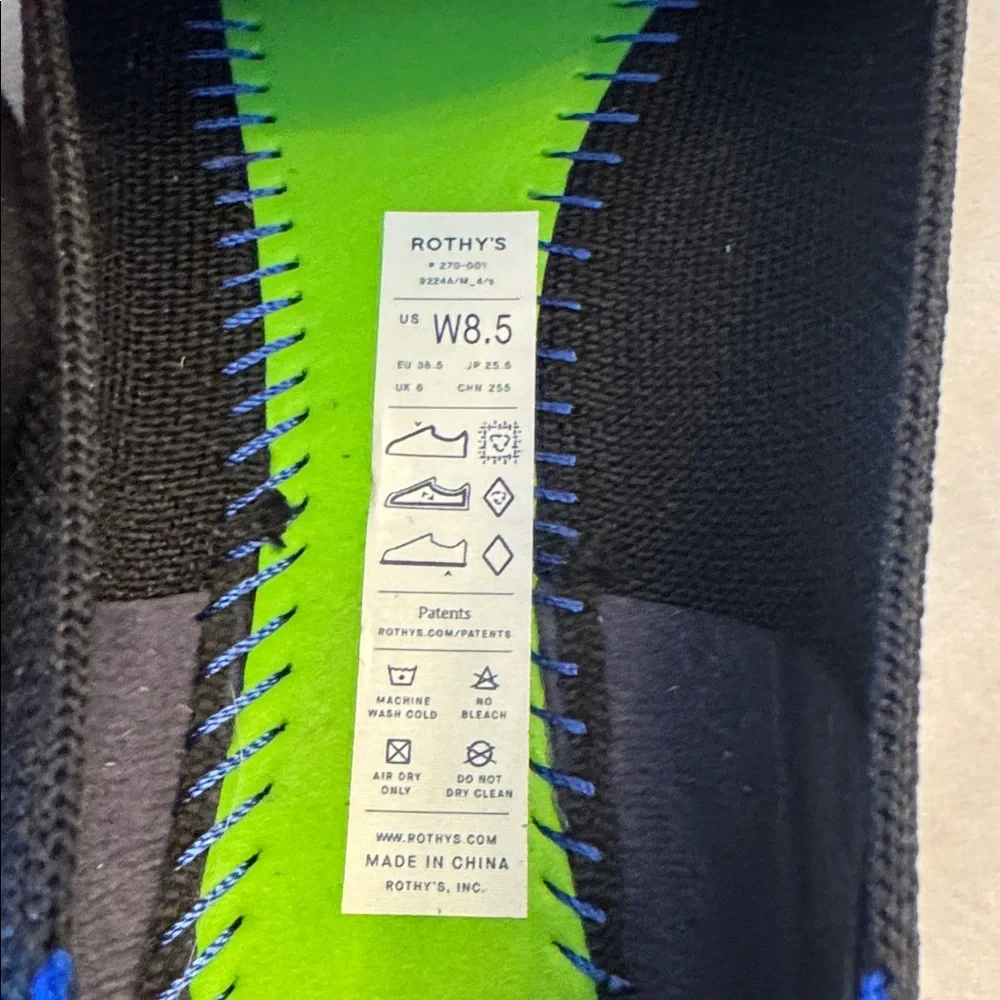 ROTHY'S
# 270-001
US W8.5
EU 38.5 JP 25.5
UK 6 CHN 255
Patents
ROTHYS.COM/PATENTS
MACHINE WASH COLD
NO BLEACH
AIR DRY ONLY
DO NOT DRY CLEAN
WWW.ROTHYS.COM
MADE IN CHINA
ROTHY'S, INC.